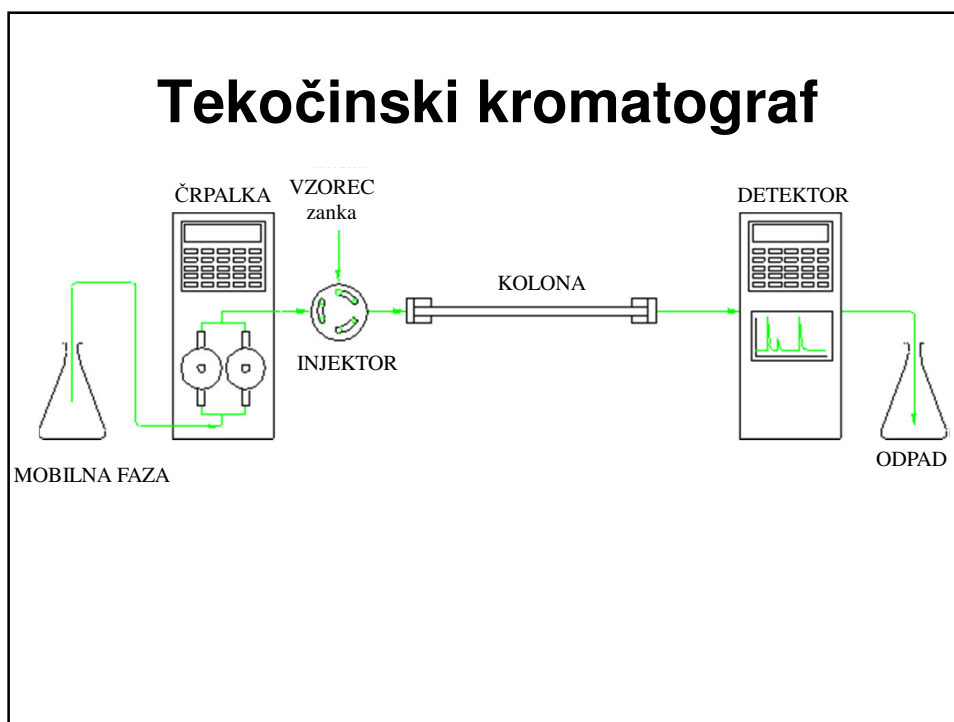 Tekočinski kromatograf
ČRPALKA
VZOREC
zanka
DETEKTOR
KOLONA
INJEKTOR
MOBILNA FAZA
ODPAD